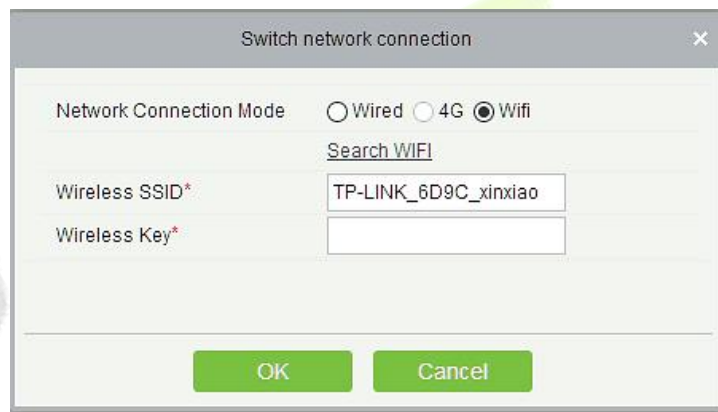 Switch network connection ×
Network Connection Mode Wired 4G Wifi
Search WIFI
Wireless SSID* TP-LINK_6D9C_xinxiao
Wireless Key*
OK Cancel